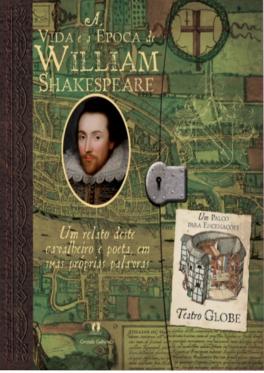 A
VIDA e a ÉPOCA de
WILLIAM
SHAKESPEARE
Um relato deste
cavalheiro e poeta, em
suas próprias palavras
UM PALCO
PARA ENCENAÇÕES
Teatro GLOBE